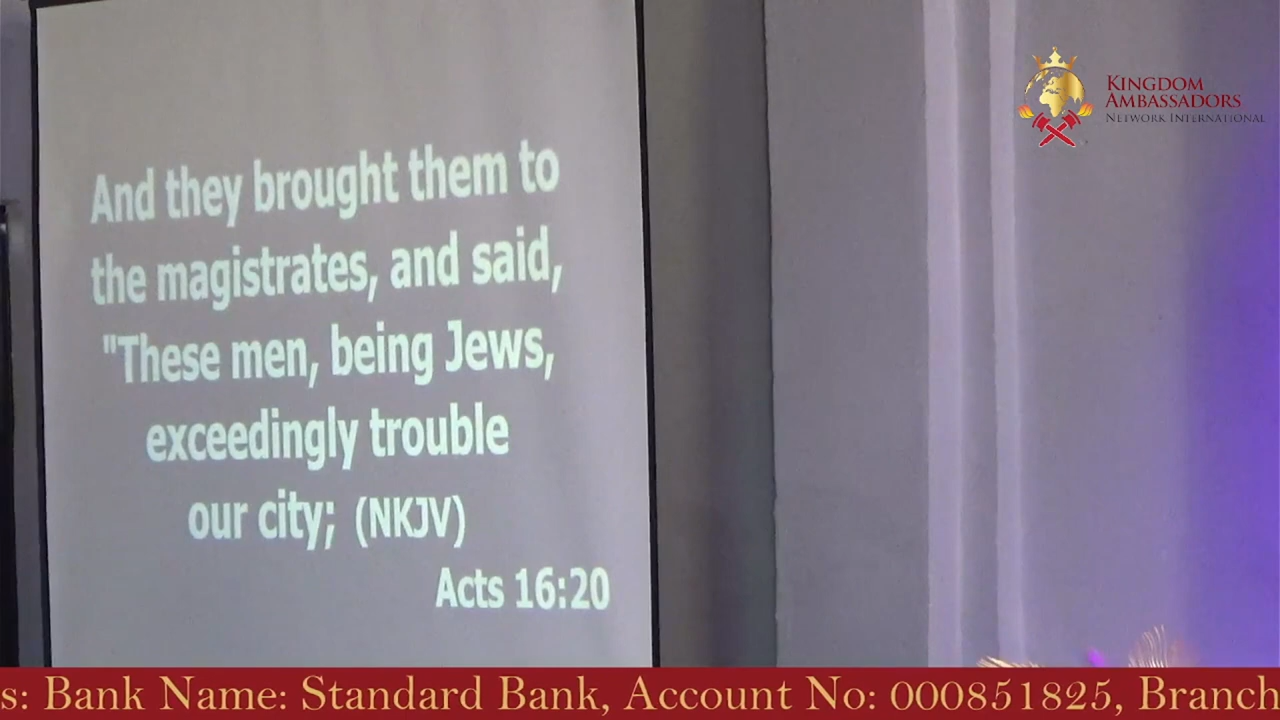 And they brought them to
the magistrates, and said,
"These men, being Jews,
exceedingly trouble
our city; (NKJV)
Acts 16:20
KINGDOM
AMBASSADORS
NETWORK INTERNATIONAL
s: Bank Name: Standard Bank, Account No: 000851825, Branch